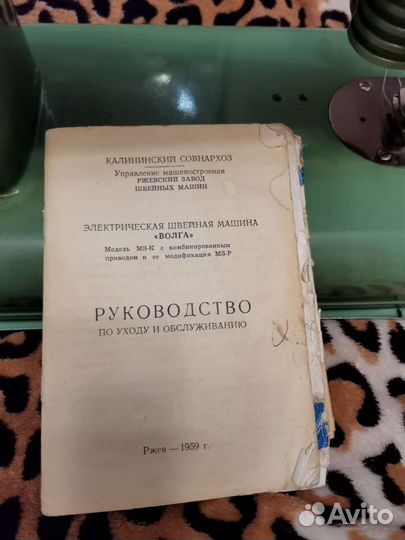 КАЛИНИНСКИЙ СОВНАРХОЗ
Управление машиностроения
РЖЕВСКИЙ ЗАВОД
ШВЕЙНЫХ МАШИН
ЭЛЕКТРИЧЕСКАЯ ШВЕЙНАЯ МАШИНА
«ВОЛГА»
Модель МЗ-К с комбинированным
приводом и ее модификация МЗ-Р
РУКОВОДСТВО
ПО УХОДУ И ОБСЛУЖИВАНИЮ
Ржев — 1959 г.
Avito